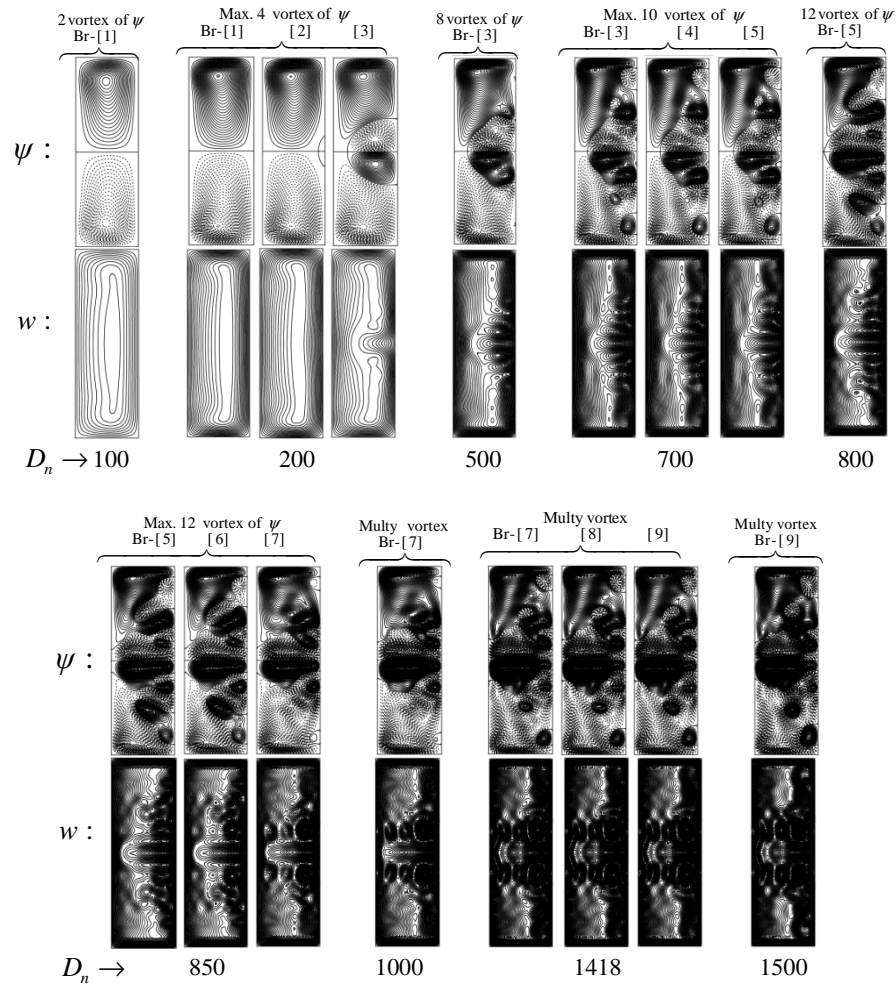 2 vortex of ψ
Br-[1]
Max. 4 vortex of ψ
Br-[1] [2] [3]
8 vortex of ψ
Br-[3]
Max. 10 vortex of ψ
Br-[3] [4] [5]
12 vortex of ψ
Br-[5]
ψ :
w :
Dn → 100 200 500 700 800
Max. 12 vortex of ψ
Br-[5] [6] [7]
Multy vortex
Br-[7]
Multy vortex
Br-[7] [8] [9]
Multy vortex
Br-[9]
ψ :
w :
Dn → 850 1000 1418 1500